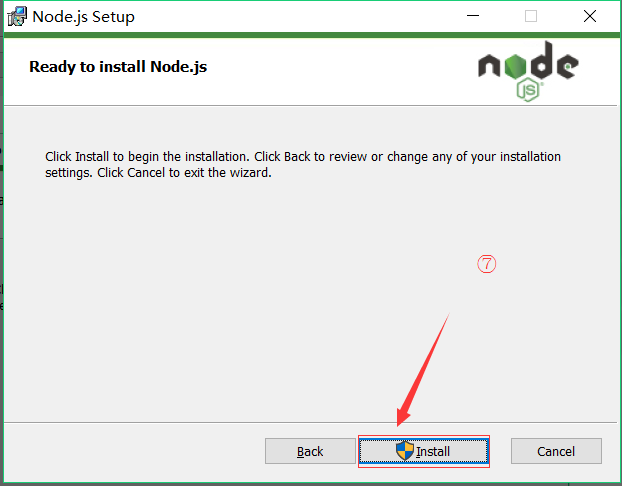 Node.js Setup
Ready to install Node.js
node
JS
Click Install to begin the installation. Click Back to review or change any of your installation
settings. Click Cancel to exit the wizard.
⑦
Back
Install
Cancel